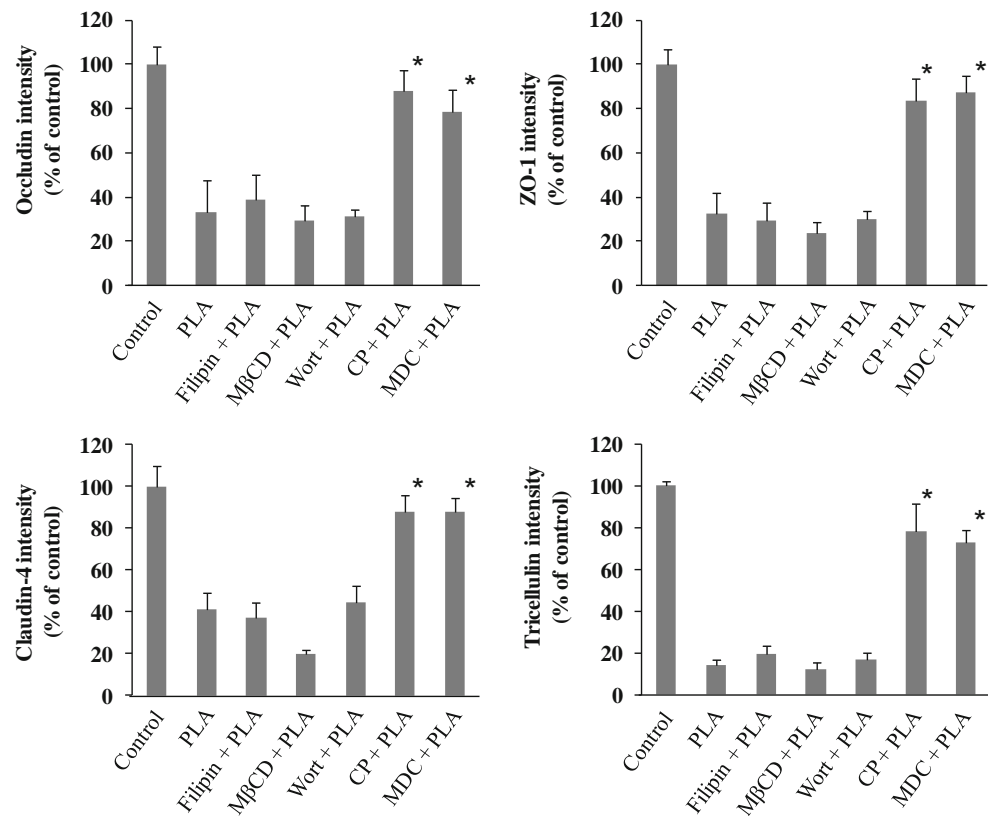 Occludin intensity
(% of control)
120
100
80
60
40
20
0
* *
Control
PLA
Filipin + PLA
MβCD + PLA
Wort + PLA
CP + PLA
MDC + PLA
ZO-1 intensity
(% of control)
120
100
80
60
40
20
0
* *
Control
PLA
Filipin + PLA
MβCD + PLA
Wort + PLA
CP + PLA
MDC + PLA
Claudin-4 intensity
(% of control)
120
100
80
60
40
20
0
* *
Control
PLA
Filipin + PLA
MβCD + PLA
Wort + PLA
CP + PLA
MDC + PLA
Tricellulin intensity
(% of control)
120
100
80
60
40
20
0
* *
Control
PLA
Filipin + PLA
MβCD + PLA
Wort + PLA
CP + PLA
MDC + PLA